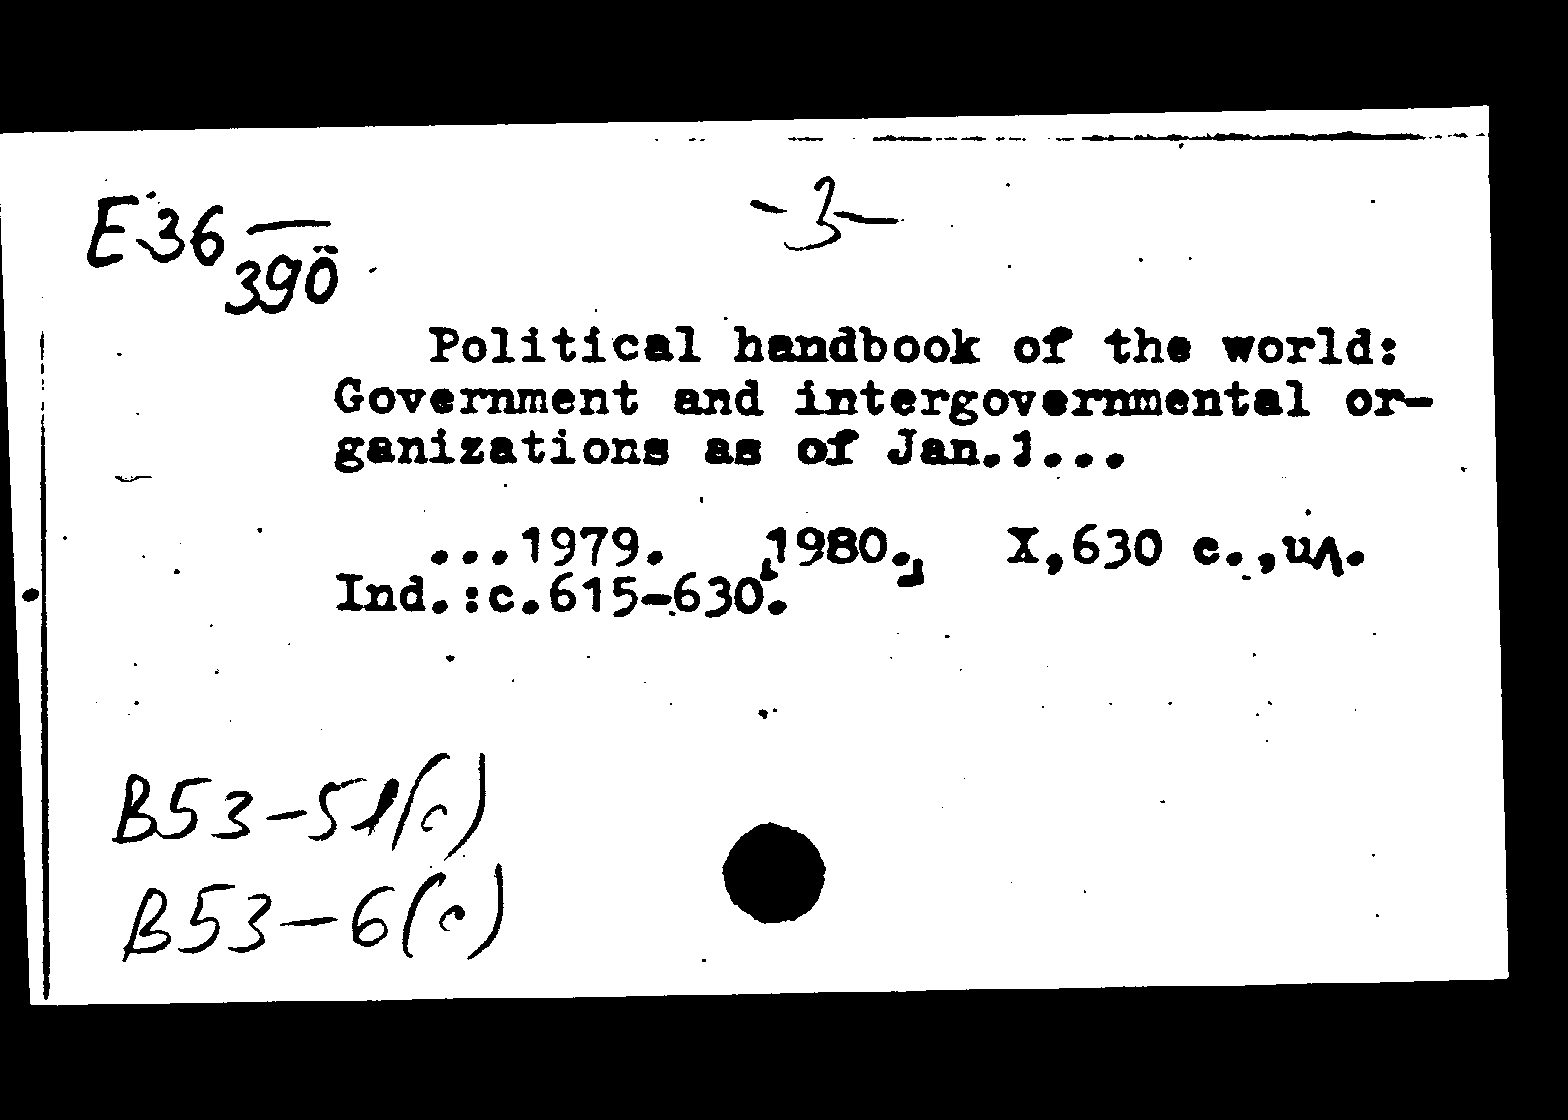 E36
390
-3-
Political handbook of the world:
Government and intergovernmental or-
ganizations as of Jan.1...
...1979. 1980. X,630 c.,ил.
Ind.:c.615-630.
B53-51(c)
B53-6(c)